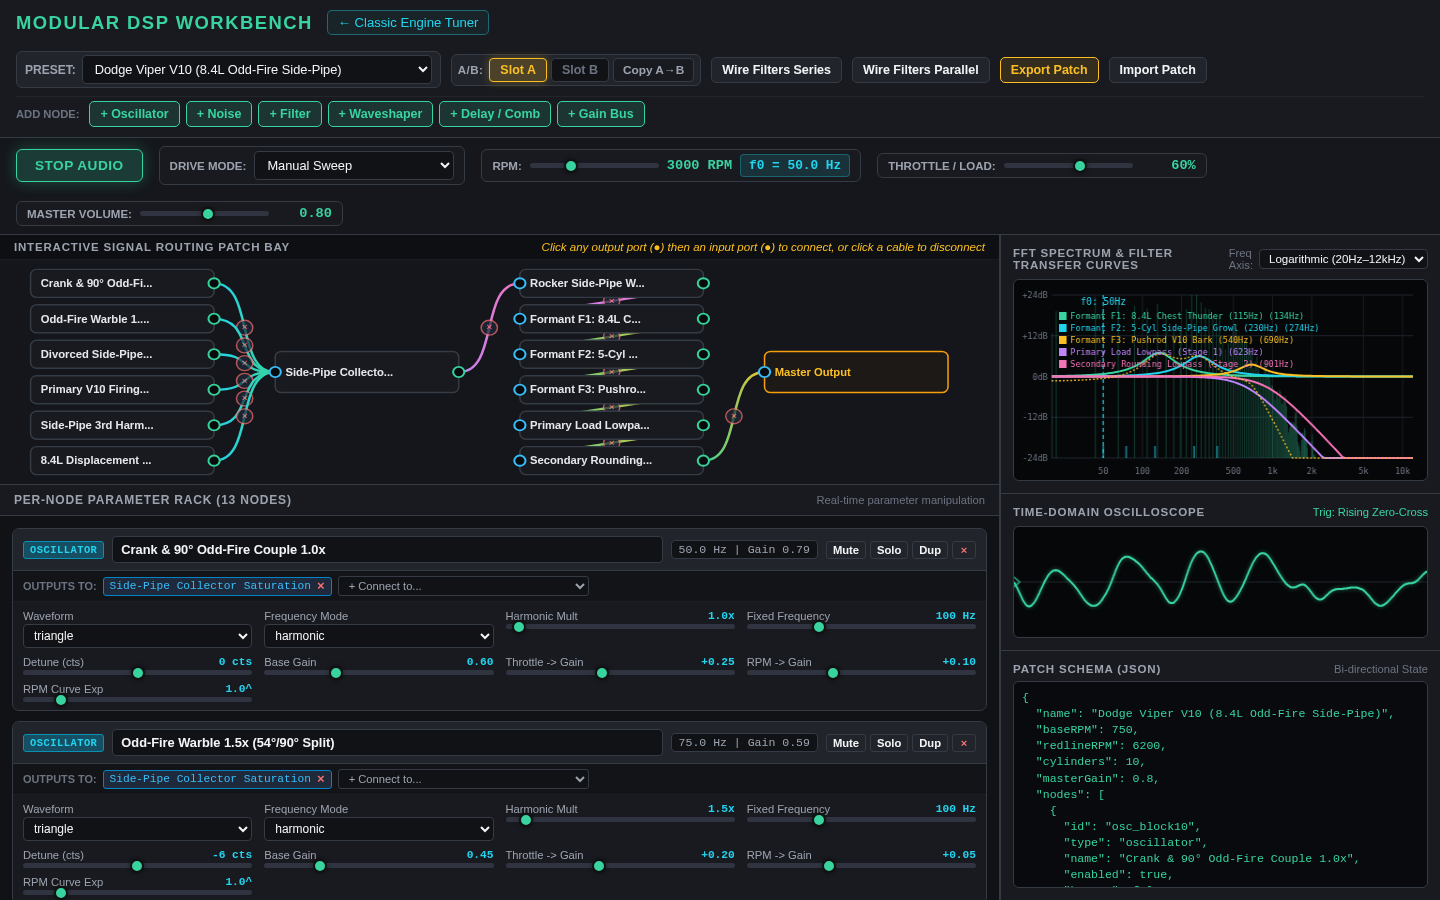 MODULAR DSP WORKBENCH
← Classic Engine Tuner
PRESET: Dodge Viper V10 (8.4L Odd-Fire Side-Pipe)
A/B: Slot A Slot B Copy A→B
Wire Filters Series
Wire Filters Parallel
Export Patch
Import Patch
ADD NODE: + Oscillator + Noise + Filter + Waveshaper + Delay / Comb + Gain Bus
STOP AUDIO
DRIVE MODE: Manual Sweep
RPM: 3000 RPM f0 = 50.0 Hz
THROTTLE / LOAD: 60%
MASTER VOLUME: 0.80
INTERACTIVE SIGNAL ROUTING PATCH BAY
Click any output port (●) then an input port (●) to connect, or click a cable to disconnect
Crank & 90° Odd-Fi...
Odd-Fire Warble 1....
Divorced Side-Pipe...
Primary V10 Firing...
Side-Pipe 3rd Harm...
8.4L Displacement ...
Side-Pipe Collecto...
Rocker Side-Pipe W...
Formant F1: 8.4L C...
Formant F2: 5-Cyl ...
Formant F3: Pushro...
Primary Load Lowpa...
Secondary Rounding...
Master Output
PER-NODE PARAMETER RACK (13 NODES)
Real-time parameter manipulation
OSCILLATOR
Crank & 90° Odd-Fire Couple 1.0x
50.0 Hz | Gain 0.79
Mute Solo Dup ×
OUTPUTS TO: Side-Pipe Collector Saturation × + Connect to...
Waveform
triangle
Frequency Mode
harmonic
Harmonic Mult 1.0x
Fixed Frequency 100 Hz
Detune (cts) 0 cts
Base Gain 0.60
Throttle -> Gain +0.25
RPM -> Gain +0.10
RPM Curve Exp 1.0^
OSCILLATOR
Odd-Fire Warble 1.5x (54°/90° Split)
75.0 Hz | Gain 0.59
Mute Solo Dup ×
OUTPUTS TO: Side-Pipe Collector Saturation × + Connect to...
Waveform
triangle
Frequency Mode
harmonic
Harmonic Mult 1.5x
Fixed Frequency 100 Hz
Detune (cts) -6 cts
Base Gain 0.45
Throttle -> Gain +0.20
RPM -> Gain +0.05
RPM Curve Exp 1.0^
FFT SPECTRUM & FILTER
TRANSFER CURVES
Freq
Axis:
Logarithmic (20Hz–12kHz)
+24dB
+12dB
0dB
-12dB
-24dB
f0: 50Hz
Formant F1: 8.4L Chest Thunder (115Hz) (134Hz)
Formant F2: 5-Cyl Side-Pipe Growl (230Hz) (274Hz)
Formant F3: Pushrod V10 Bark (540Hz) (690Hz)
Primary Load Lowpass (Stage 1) (623Hz)
Secondary Rounding Lowpass (Stage 2) (901Hz)
50 100 200 500 1k 2k 5k 10k
TIME-DOMAIN OSCILLOSCOPE
Trig: Rising Zero-Cross
PATCH SCHEMA (JSON)
Bi-directional State
{
"name": "Dodge Viper V10 (8.4L Odd-Fire Side-Pipe)",
"baseRPM": 750,
"redlineRPM": 6200,
"cylinders": 10,
"masterGain": 0.8,
"nodes": [
{
"id": "osc_block10",
"type": "oscillator",
"name": "Crank & 90° Odd-Fire Couple 1.0x",
"enabled": true,